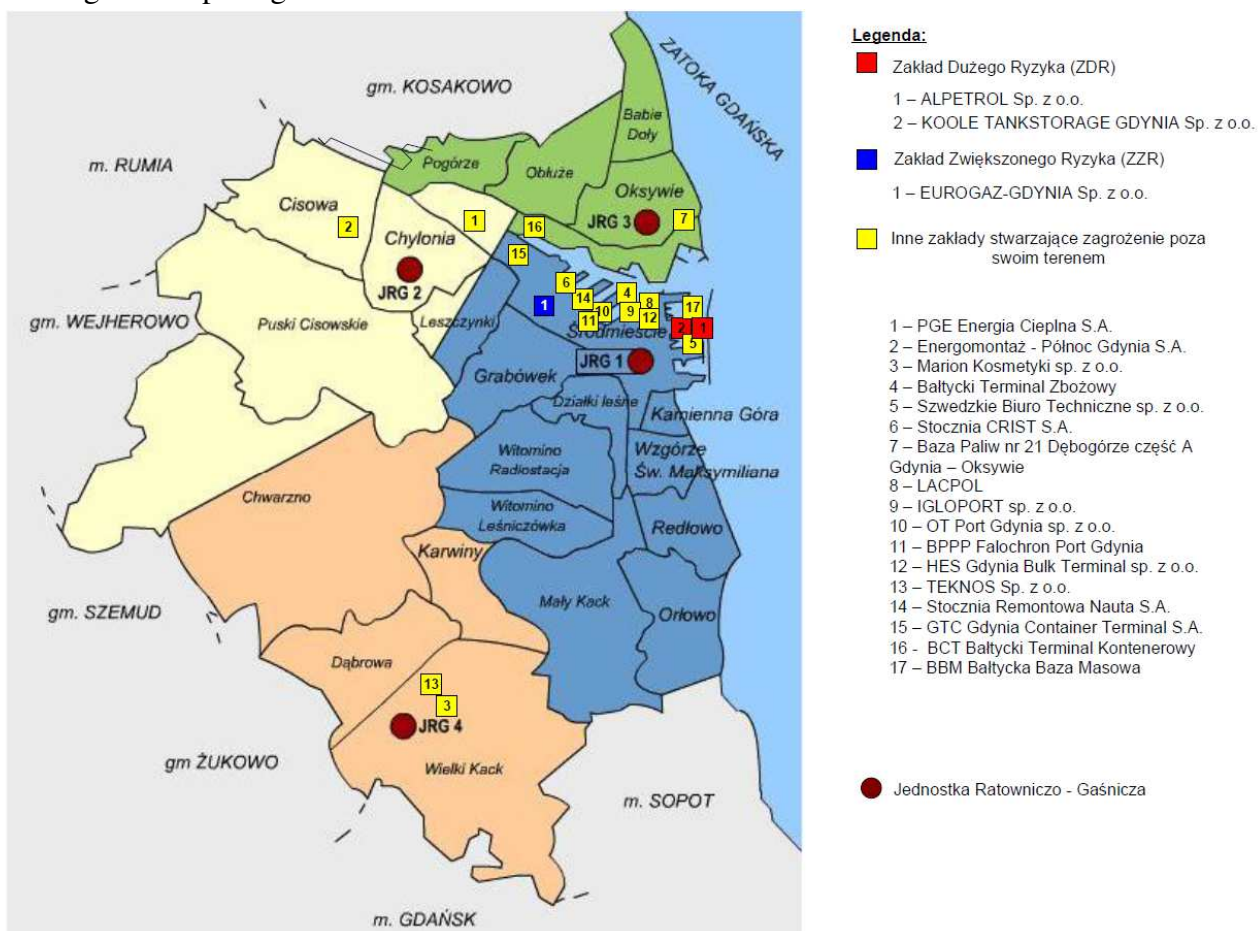 ZATOKA GDAŃSKA
gm. KOSAKOWO
m. RUMIA
Babie
Doły
Pogórze
Obłuże
Oksywie
Cisowa
2
1
16
JRG 3
7
Chylonia
15
JRG 2
6
4
14
8
17
1
10
9
12
11
2
1
gm. WEJHEROWO
Puski Cisowskie
Leszczynki
Śródmieście
5
JRG 1
Grabówek
Działki leśne
Kamienna Góra
Witomino
Radiostacja
Wzgórze
Św. Maksymiliana
Chwarzno
Witomino
Leśniczówka
Redłowo
Karwiny
gm. SZEMUD
Mały Kack
Orłowo
Dąbrowa
13
3
JRG 4
gm ŻUKOWO
Wielki Kack
m. SOPOT
m. GDAŃSK
Legenda:
Zakład Dużego Ryzyka (ZDR)
1 – ALPETROL Sp. z o.o.
2 – KOOLE TANKSTORAGE GDYNIA Sp. z o.o.
Zakład Zwiększonego Ryzyka (ZZR)
1 – EUROGAZ-GDYNIA Sp. z o.o.
Inne zakłady stwarzające zagrożenie poza
swoim terenem
1 – PGE Energia Cieplna S.A.
2 – Energomontaż - Północ Gdynia S.A.
3 – Marion Kosmetyki sp. z o.o.
4 – Bałtycki Terminal Zbożowy
5 – Szwedzkie Biuro Techniczne sp. z o.o.
6 – Stocznia CRIST S.A.
7 – Baza Paliw nr 21 Dębogórze część A
Gdynia – Oksywie
8 – LACPOL
9 – IGLOPORT sp. z o.o.
10 – OT Port Gdynia sp. z o.o.
11 – BPPP Falochron Port Gdynia
12 – HES Gdynia Bulk Terminal sp. z o.o.
13 – TEKNOS Sp. z o.o.
14 – Stocznia Remontowa Nauta S.A.
15 – GTC Gdynia Container Terminal S.A.
16 - BCT Bałtycki Terminal Kontenerowy
17 – BBM Bałtycka Baza Masowa
Jednostka Ratowniczo - Gaśnicza